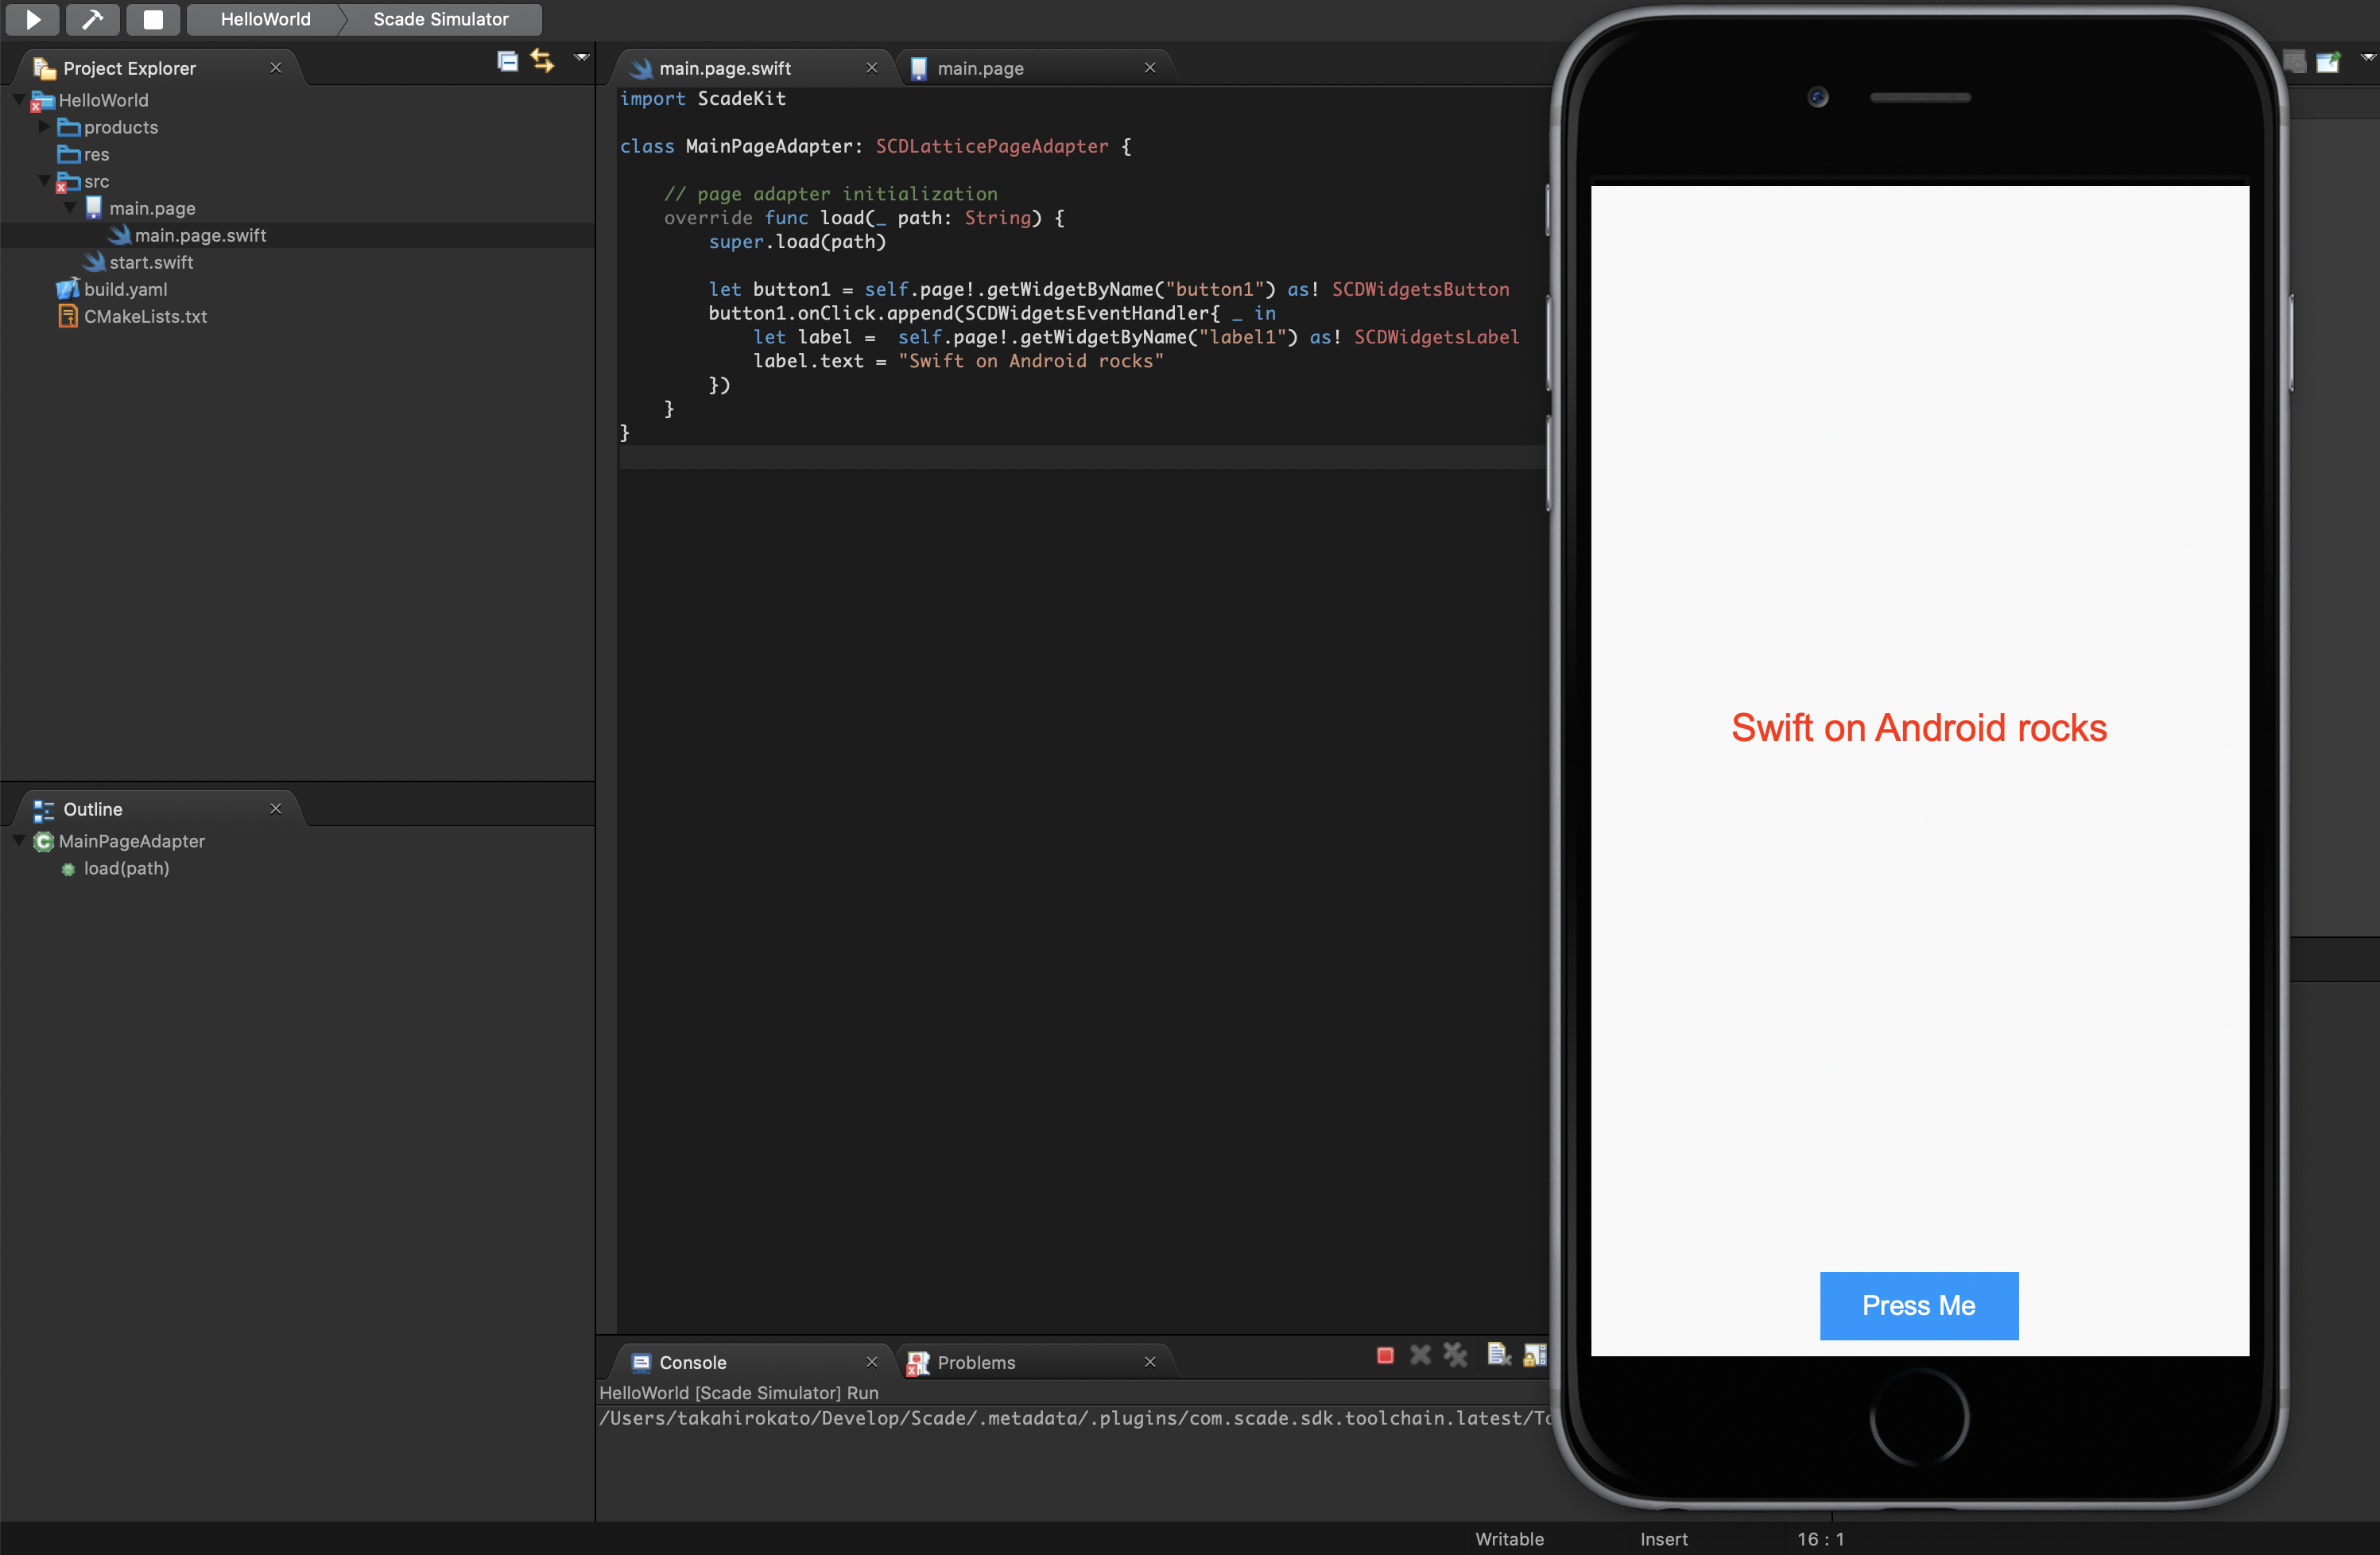 HelloWorld
Scade Simulator
Project Explorer
HelloWorld
products
res
src
main.page
main.page.swift
start.swift
build.yaml
CMakeLists.txt
Outline
MainPageAdapter
load(path)
main.page.swift
main.page
import ScadeKit
class MainPageAdapter: SCDLatticePageAdapter {
// page adapter initialization
override func load(_ path: String) {
super.load(path)
let button1 = self.page!.getWidgetByName("button1") as! SCDWidgetsButton
button1.onClick.append(SCDWidgetsEventHandler{ _ in
let label =  self.page!.getWidgetByName("label1") as! SCDWidgetsLabel
label.text = "Swift on Android rocks"
})
}
}
Console
Problems
HelloWorld [Scade Simulator] Run
/Users/takahirokato/Develop/Scade/.metadata/.plugins/com.scade.sdk.toolchain.latest/
Swift on Android rocks
Press Me
Writable
Insert
16 : 1